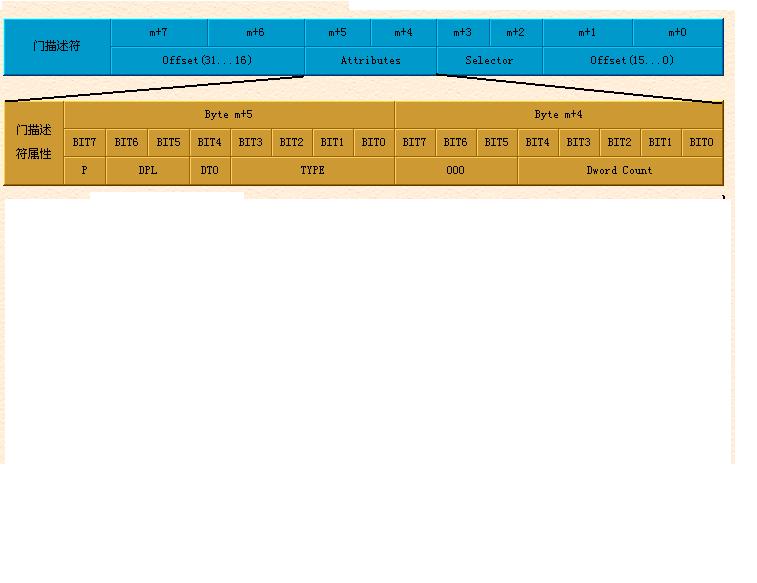 门描述符 m+7 m+6 m+5 m+4 m+3 m+2 m+1 m+0
Offset(31...16) Attributes Selector Offset(15...0)
门描述符属性 Byte m+5 Byte m+4
BIT7 BIT6 BIT5 BIT4 BIT3 BIT2 BIT1 BIT0 BIT7 BIT6 BIT5 BIT4 BIT3 BIT2 BIT1 BIT0
P DPL DT0 TYPE 000 Dword Count